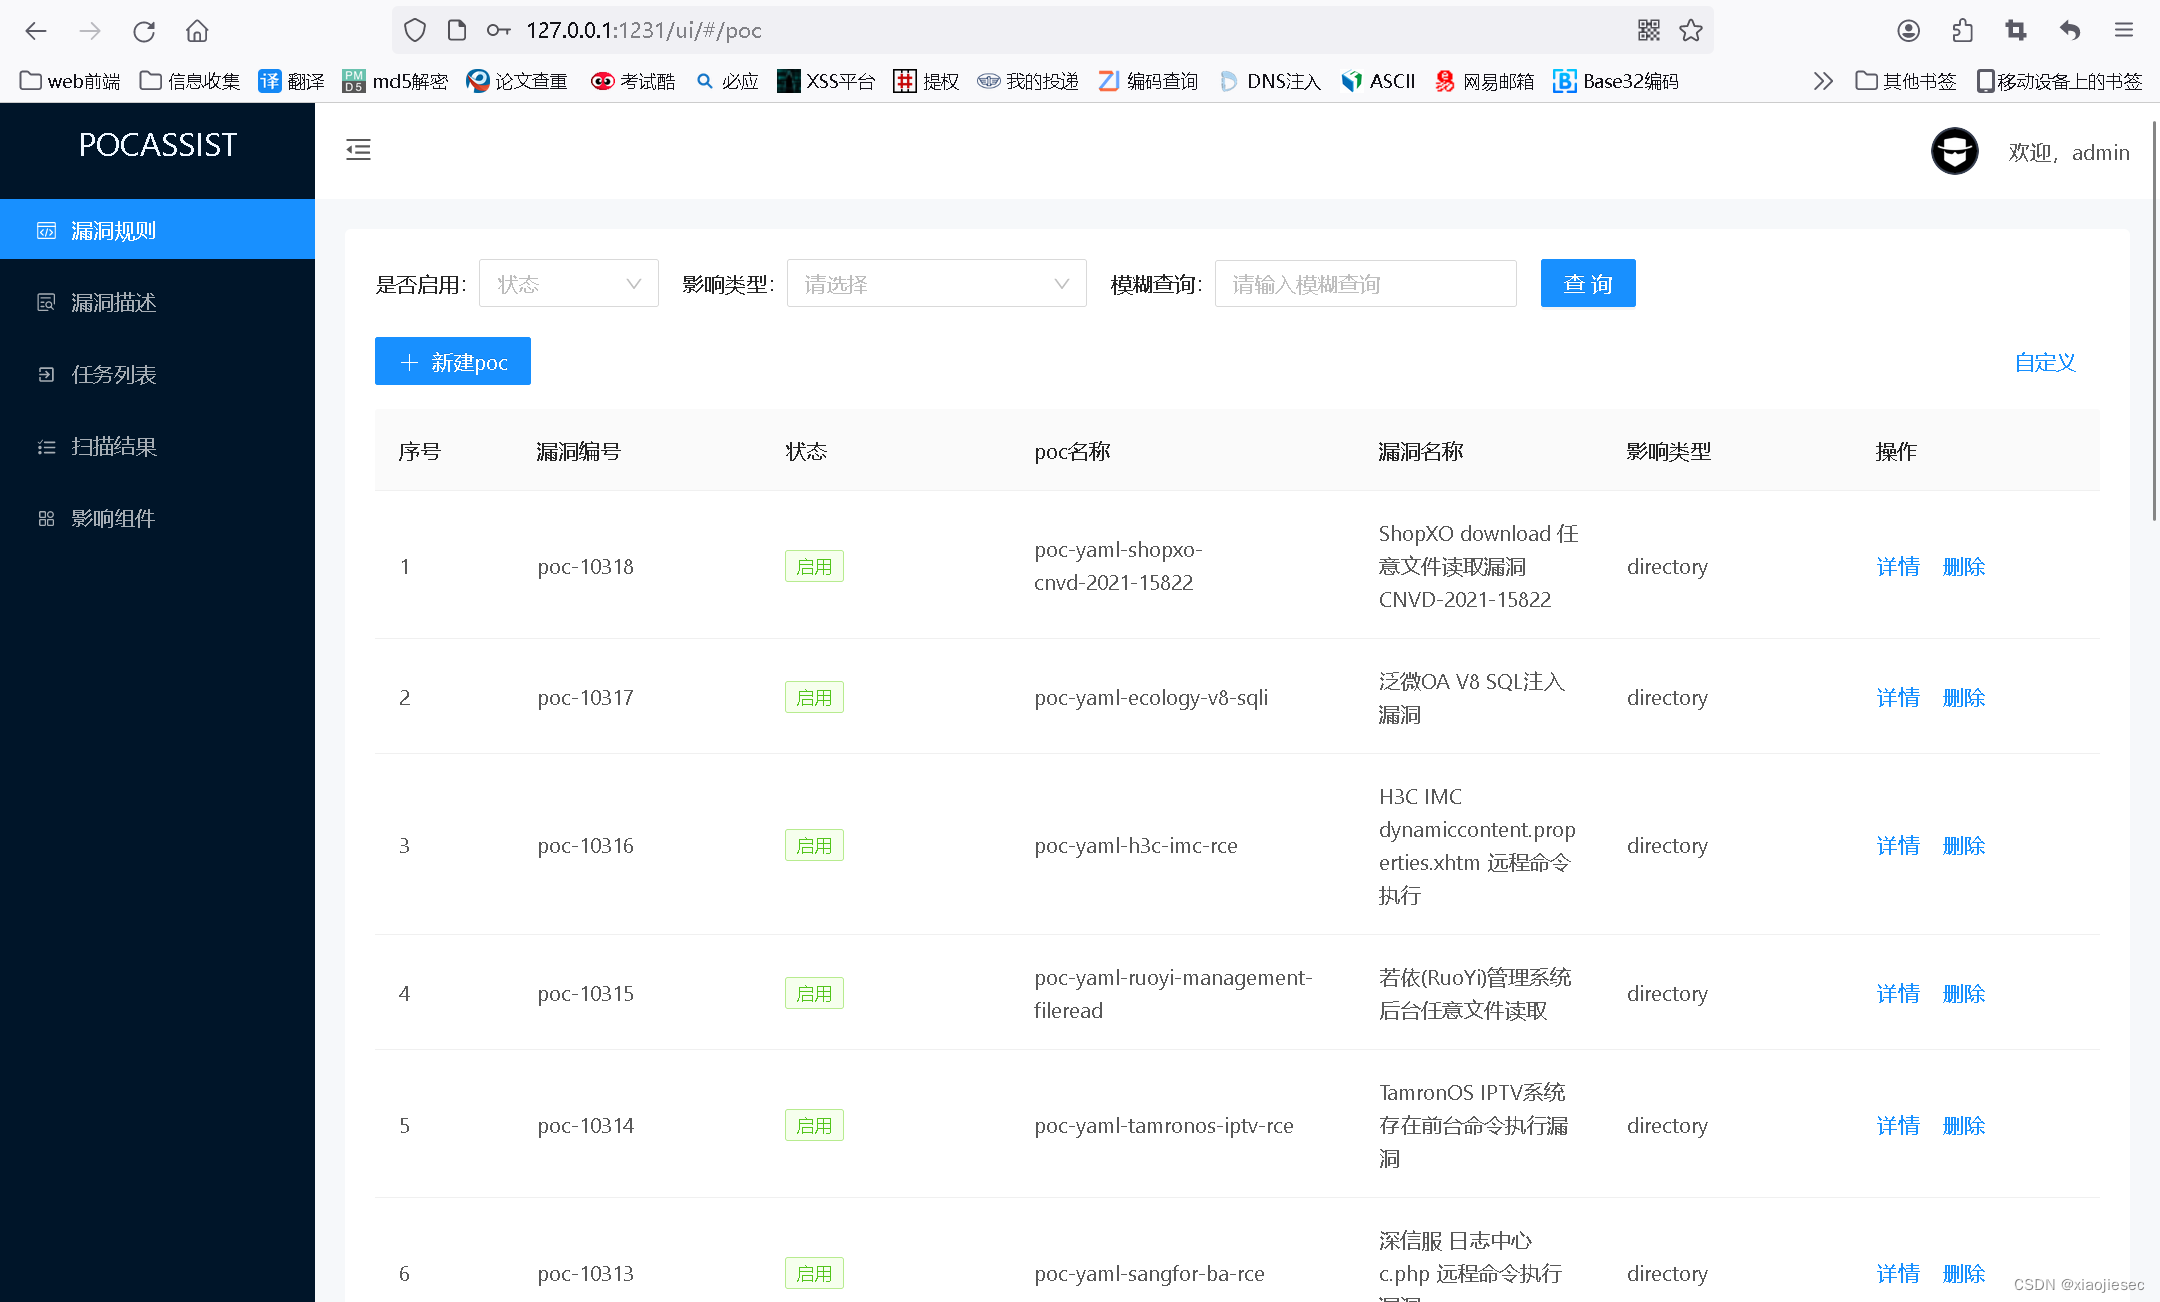 127.0.0.1:1231/ui/#/poc
web前端 信息收集 译 翻译 PM D5 md5解密 论文查重 考试酷 必应 XSS平台 提权 我的投递 编码查询 DNS注入 ASCII 网易邮箱 Base32编码 其他书签 移动设备上的书签
POCASSIST
欢迎，admin
漏洞规则
漏洞描述
任务列表
扫描结果
影响组件
是否启用: 状态 影响类型: 请选择 模糊查询: 请输入模糊查询 查 询
新建poc
自定义
序号 漏洞编号 状态 poc名称 漏洞名称 影响类型 操作
1 poc-10318 启用 poc-yaml-shopxo-
cnvd-2021-15822
ShopXO download 任
意文件读取漏洞
CNVD-2021-15822
directory 详情 删除
2 poc-10317 启用 poc-yaml-ecology-v8-sqli
泛微OA V8 SQL注入
漏洞
directory 详情 删除
3 poc-10316 启用 poc-yaml-h3c-imc-rce
H3C IMC
dynamiccontent.prop
erties.xhtm 远程命令
执行
directory 详情 删除
4 poc-10315 启用 poc-yaml-ruoyi-management-
fileread
若依(RuoYi)管理系统
后台任意文件读取
directory 详情 删除
5 poc-10314 启用 poc-yaml-tamronos-iptv-rce
TamronOS IPTV系统
存在前台命令执行漏
洞
directory 详情 删除
6 poc-10313 启用 poc-yaml-sangfor-ba-rce
深信服 日志中心
c.php 远程命令执行
directory 详情 删除
CSDN @xiaojiesec